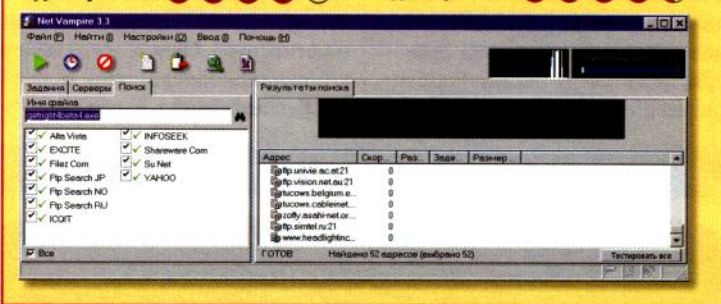 Net Vampire 3.3
Файл (F) Найти (I) Настройки (O) Ввод (I) Помощь (H)
Задания Серверы Поиск
Имя файла
getright4beta4.exe
Alta Vista
EXCITE
Filez Com
Ftp Search JP
Ftp Search NO
Ftp Search RU
ICQIT
INFOSEEK
Shareware Com
Su Net
YAHOO
Все
Результаты поиска
Адрес Скор... Раз... Заде... Размер...
ftp.univie.ac.at:21 0
ftp.vision.net.au:21 0
tucows.belgium.e... 0
tucows.cablenet... 0
zofly.asahi-net.or... 0
ftp.simtel.ru:21 0
www.headlightinc... 0
ГОТОВ Найдено 52 адресов (выбрано 52) Тестировать все